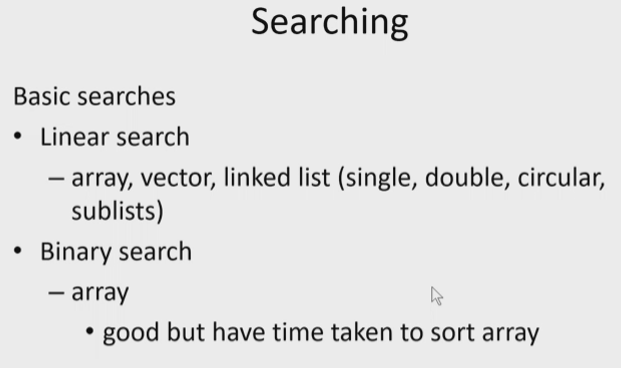 Searching
Basic searches
• Linear search
– array, vector, linked list (single, double, circular,
sublists)
• Binary search
– array
• good but have time taken to sort array